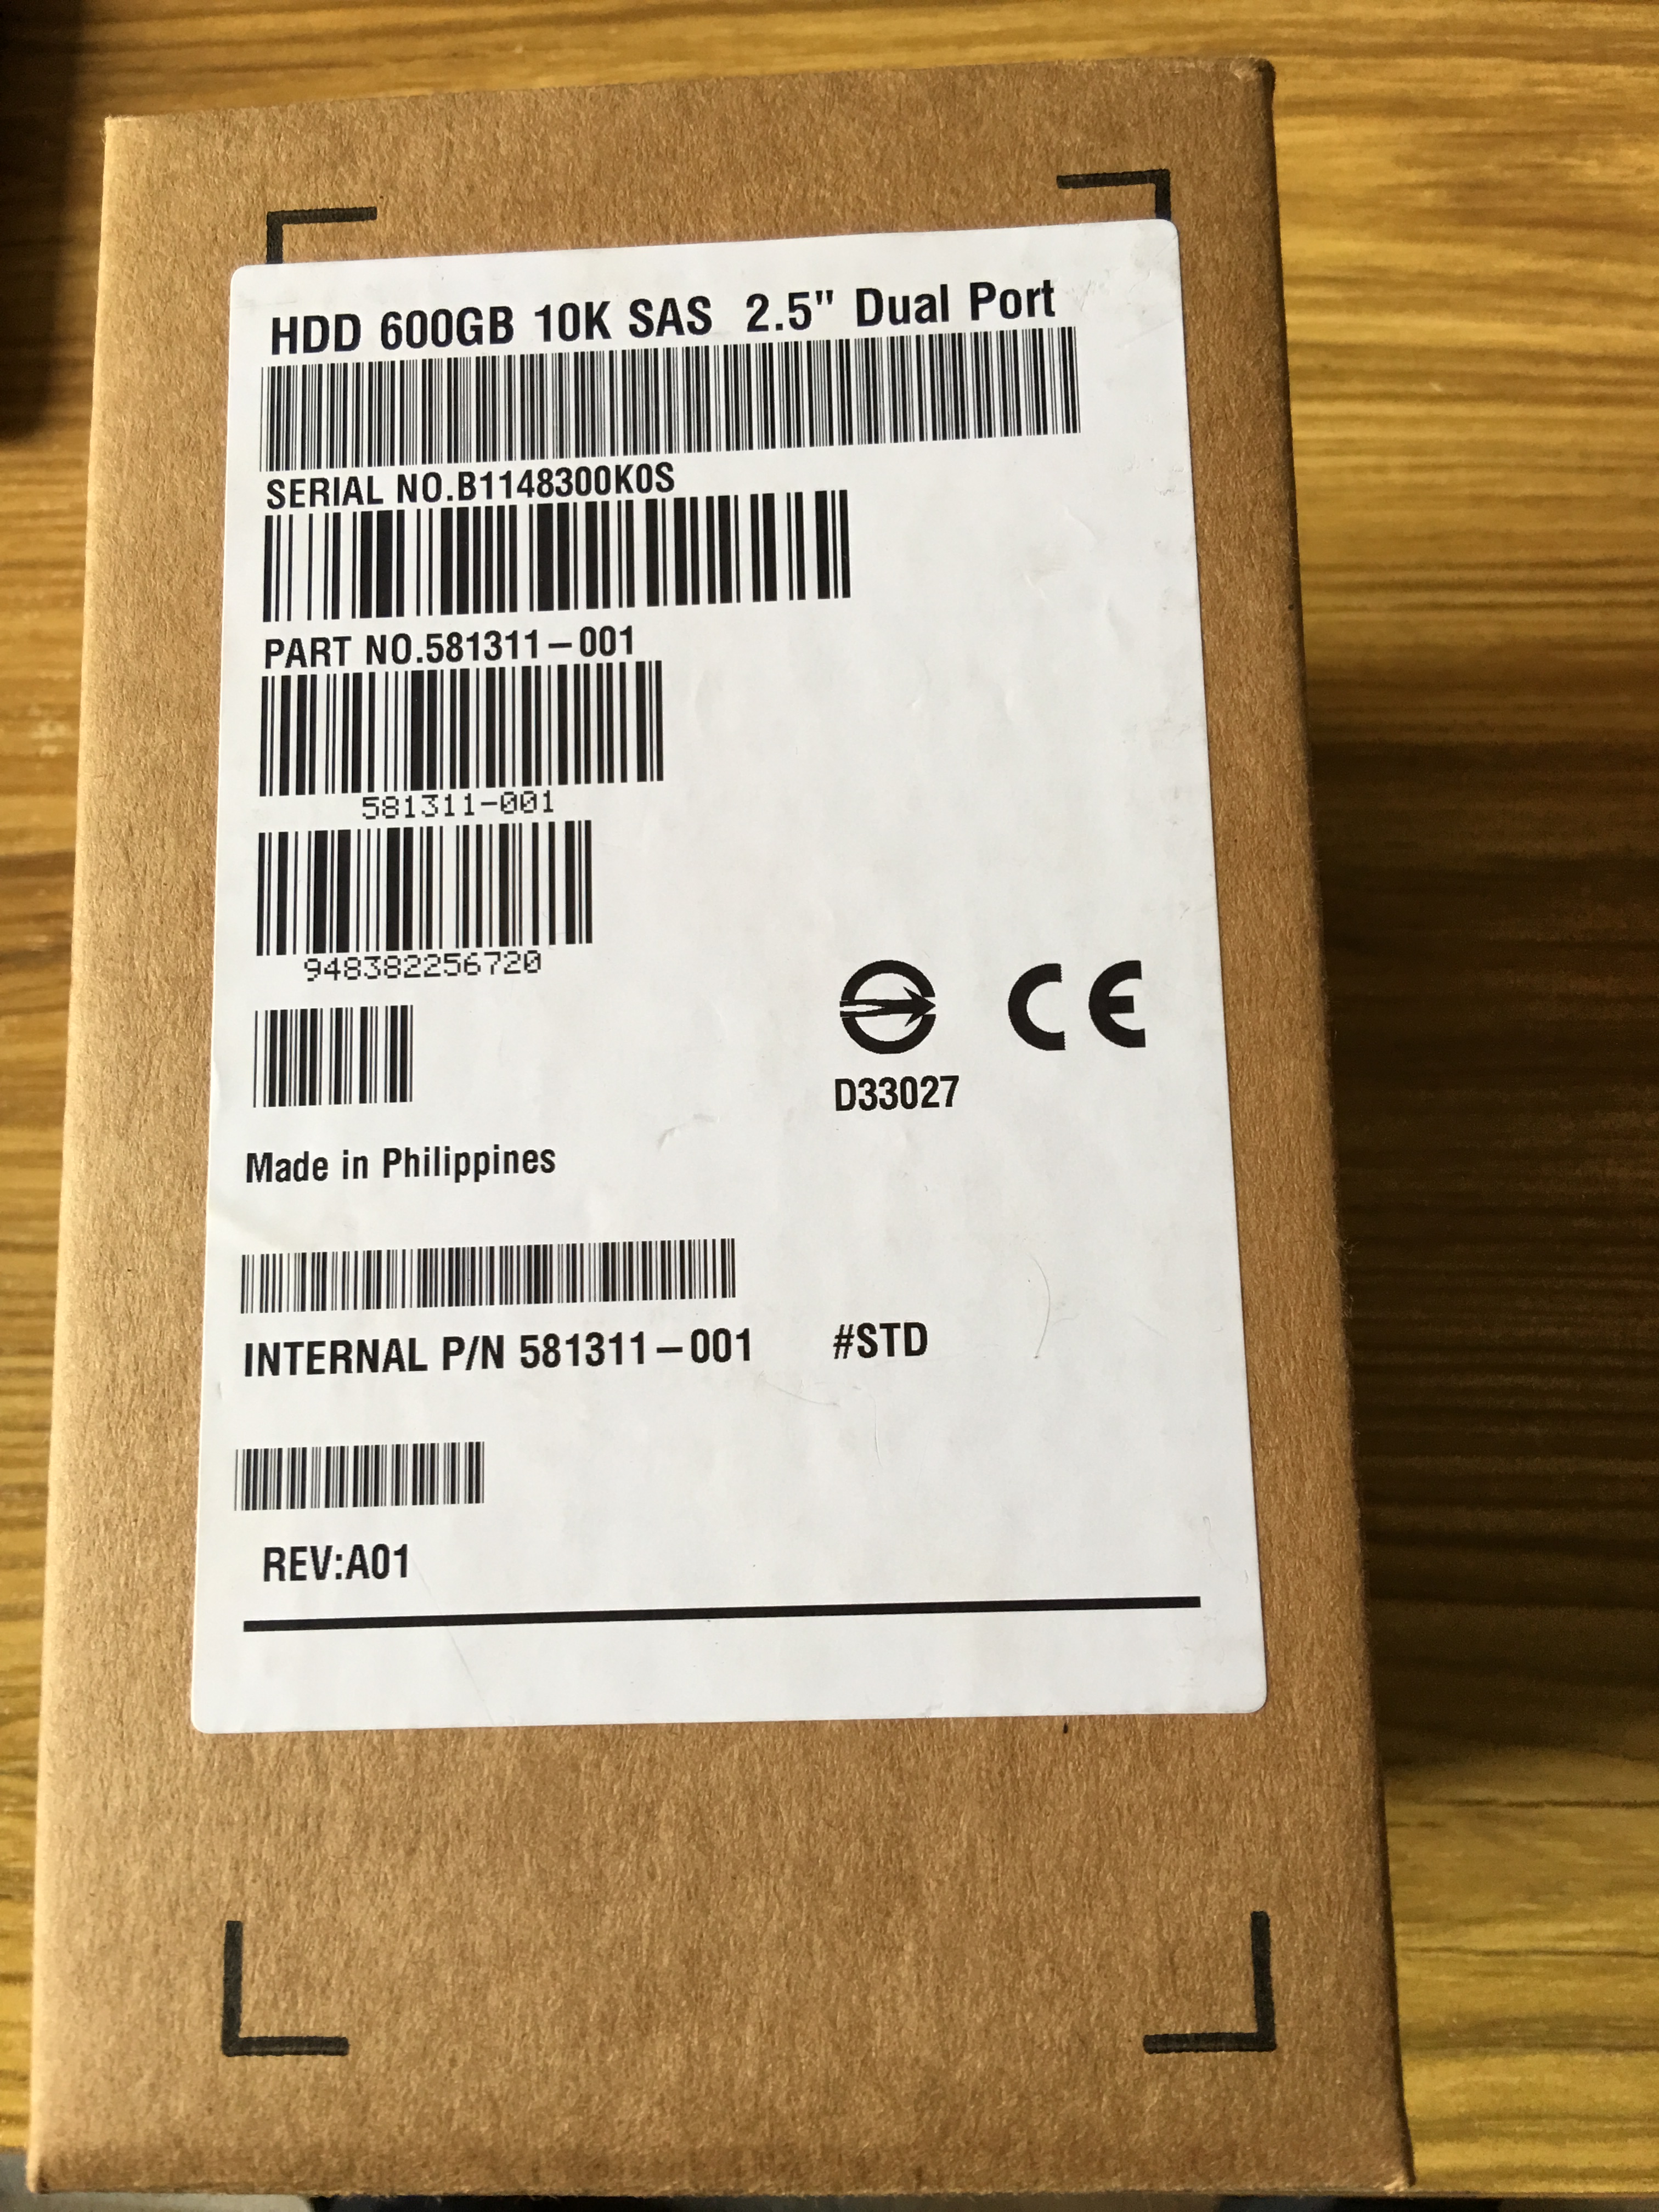 HDD 600GB 10K SAS 2.5" Dual Port
SERIAL NO.B1148300K0S
PART NO.581311-001
581311-001
948382256720
CE
D33027
Made in Philippines
INTERNAL P/N 581311-001 #STD
REV:A01